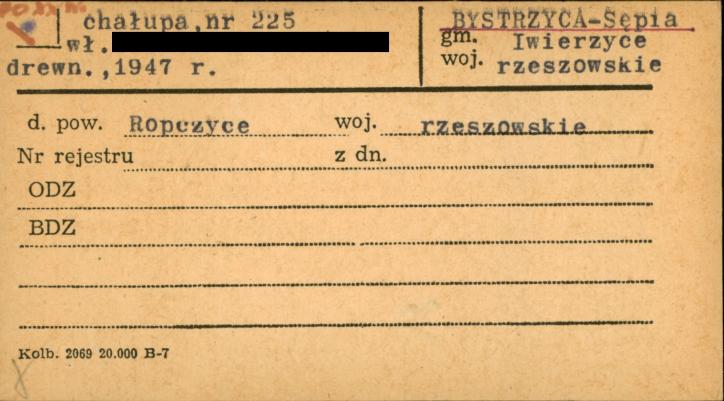 chałupa, nr 225
wł.
drewn., 1947 r.
BYSTRZYCA-Sępia
gm. Iwierzyce
woj. rzeszowskie
d. pow. Ropczyce woj. rzeszowskie
Nr rejestru z dn.
ODZ
BDZ
Kolb. 2069 20.000 B-7